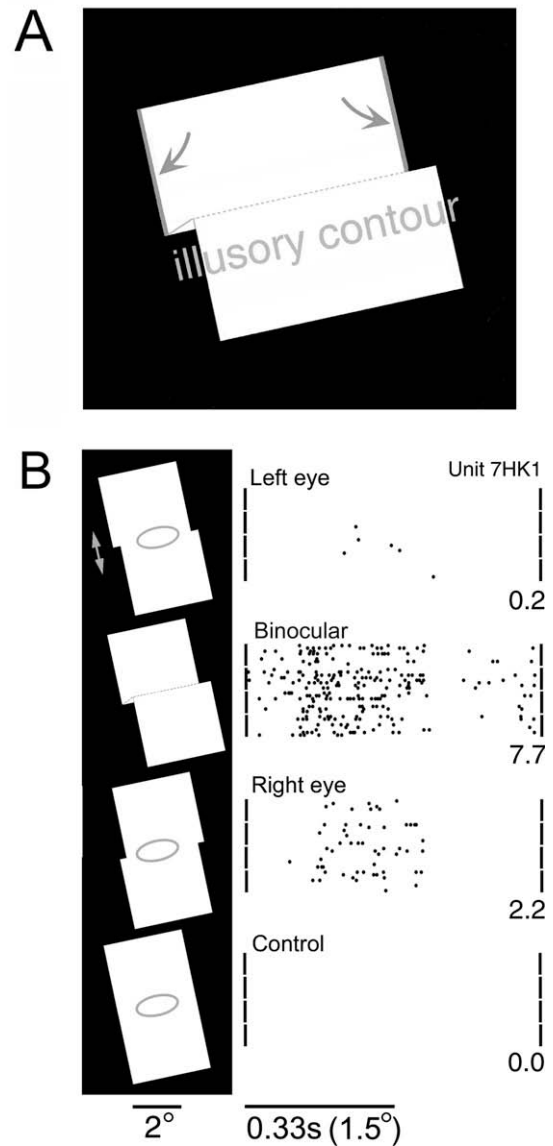 A
illusory contour
B
Left eye
Unit 7HK1
0.2
Binocular
7.7
Right eye
2.2
Control
0.0
2°
0.33s (1.5°)